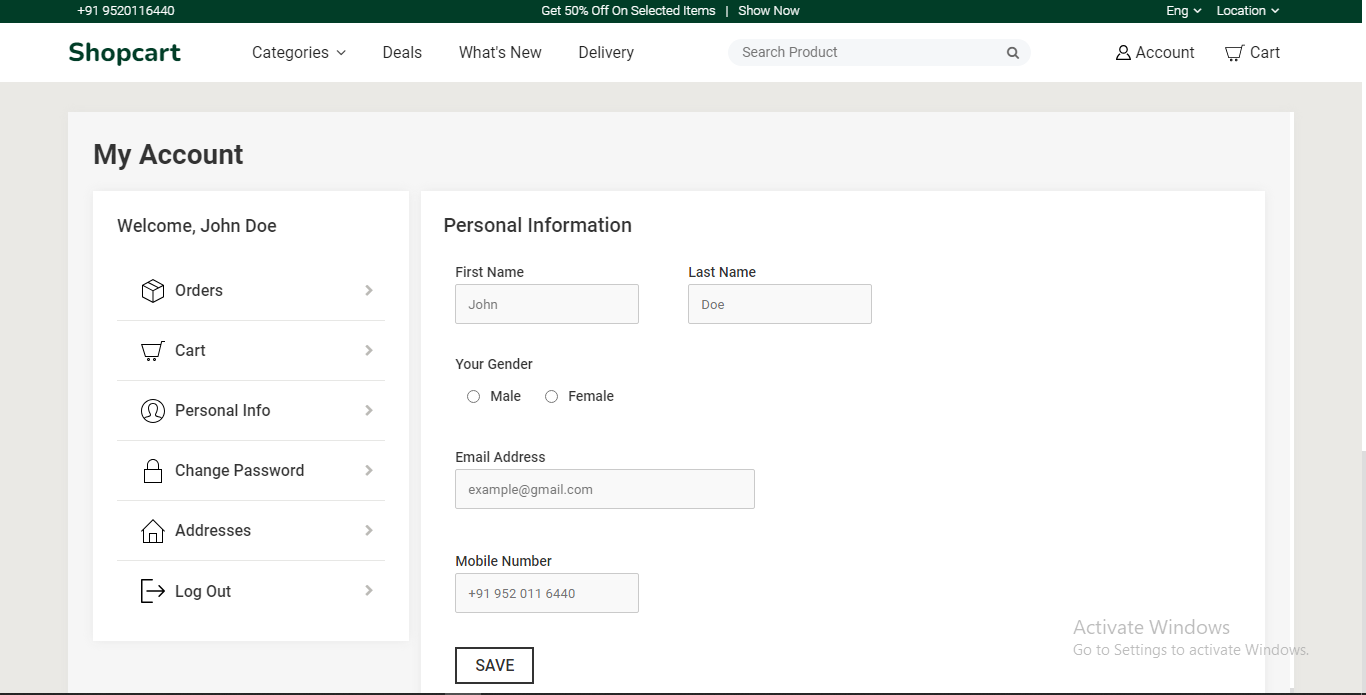 +91 9520116440 Get 50% Off On Selected Items | Show Now Eng Location
Shopcart Categories Deals What's New Delivery Search Product Account Cart
My Account
Welcome, John Doe
Orders
Cart
Personal Info
Change Password
Addresses
Log Out
Personal Information
First Name Last Name
John Doe
Your Gender
Male Female
Email Address
example@gmail.com
Mobile Number
+91 952 011 6440
SAVE
Activate Windows
Go to Settings to activate Windows.